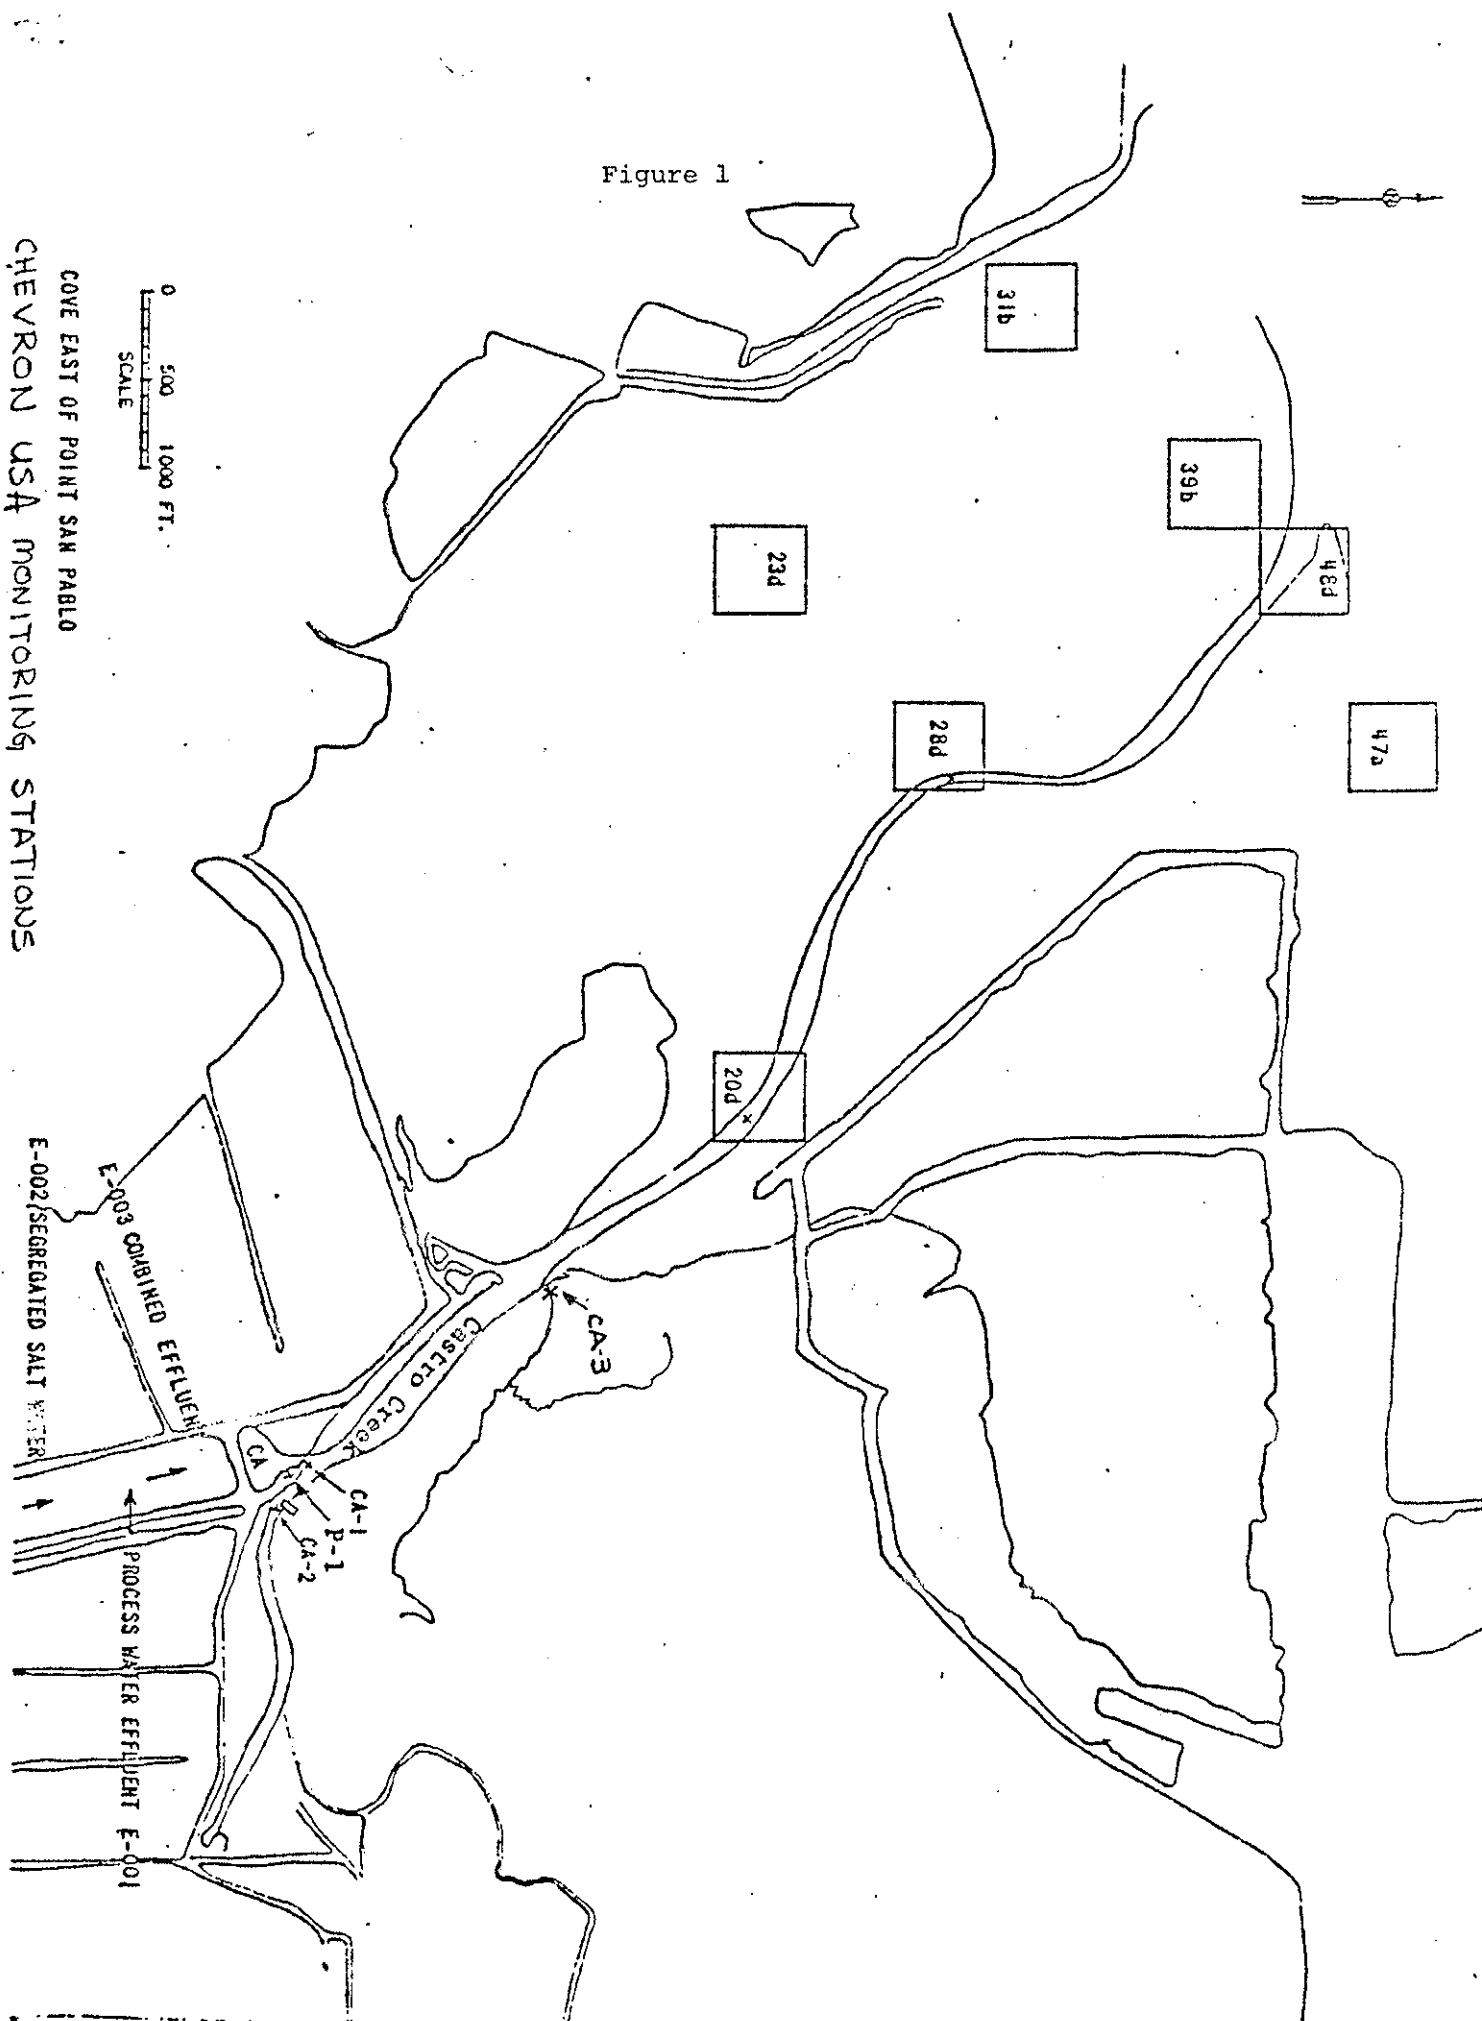 Figure 1
31b
39b
48d
47a
23d
28d
20d
CA-3
Castro Creek
CA
CA-1
P-1
CA-2
E-003 COMBINED EFFLUENT
E-002 SEGREGATED SALT WATER
PROCESS WATER EFFLUENT E-001
0 500 1000 FT.
SCALE
COVE EAST OF POINT SAN PABLO
CHEVRON USA MONITORING STATIONS